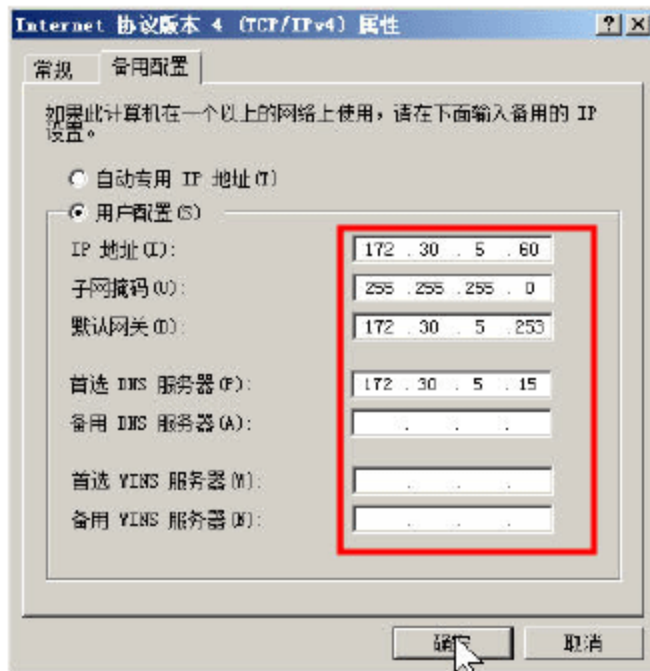 Internet 协议版本 4 (TCP/IPv4) 属性
常规 备用配置
如果此计算机在一个以上的网络上使用，请在下面输入备用的 IP
设置。
自动专用 IP 地址(T)
用户配置(S)
IP 地址(I): 172 . 30 . 5 . 60
子网掩码(U): 255 . 255 . 255 . 0
默认网关(D): 172 . 30 . 5 . 253
首选 DNS 服务器(P): 172 . 30 . 5 . 15
备用 DNS 服务器(A): . . .
首选 WINS 服务器(W): . . .
备用 WINS 服务器(N): . . .
确定 取消